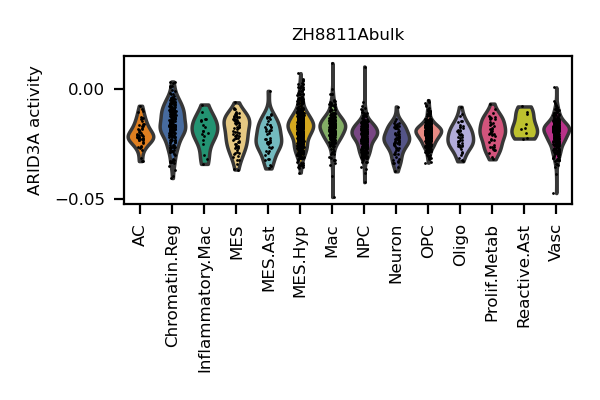 ZH8811Abulk
ARID3A activity
0.00
−0.05
AC
Chromatin.Reg
Inflammatory.Mac
MES
MES.Ast
MES.Hyp
Mac
NPC
Neuron
OPC
Oligo
Prolif.Metab
Reactive.Ast
Vasc